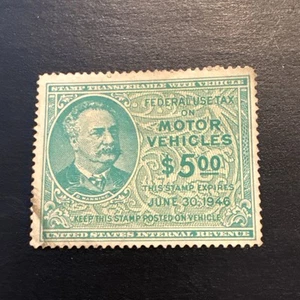 STAMP TRANSFERABLE WITH VEHICLE
FEDERAL USE TAX
ON
MOTOR
VEHICLES
$5.00
THIS STAMP EXPIRES
JUNE 30, 1946
KEEP THIS STAMP POSTED ON VEHICLE
UNITED STATES INTERNAL REVENUE